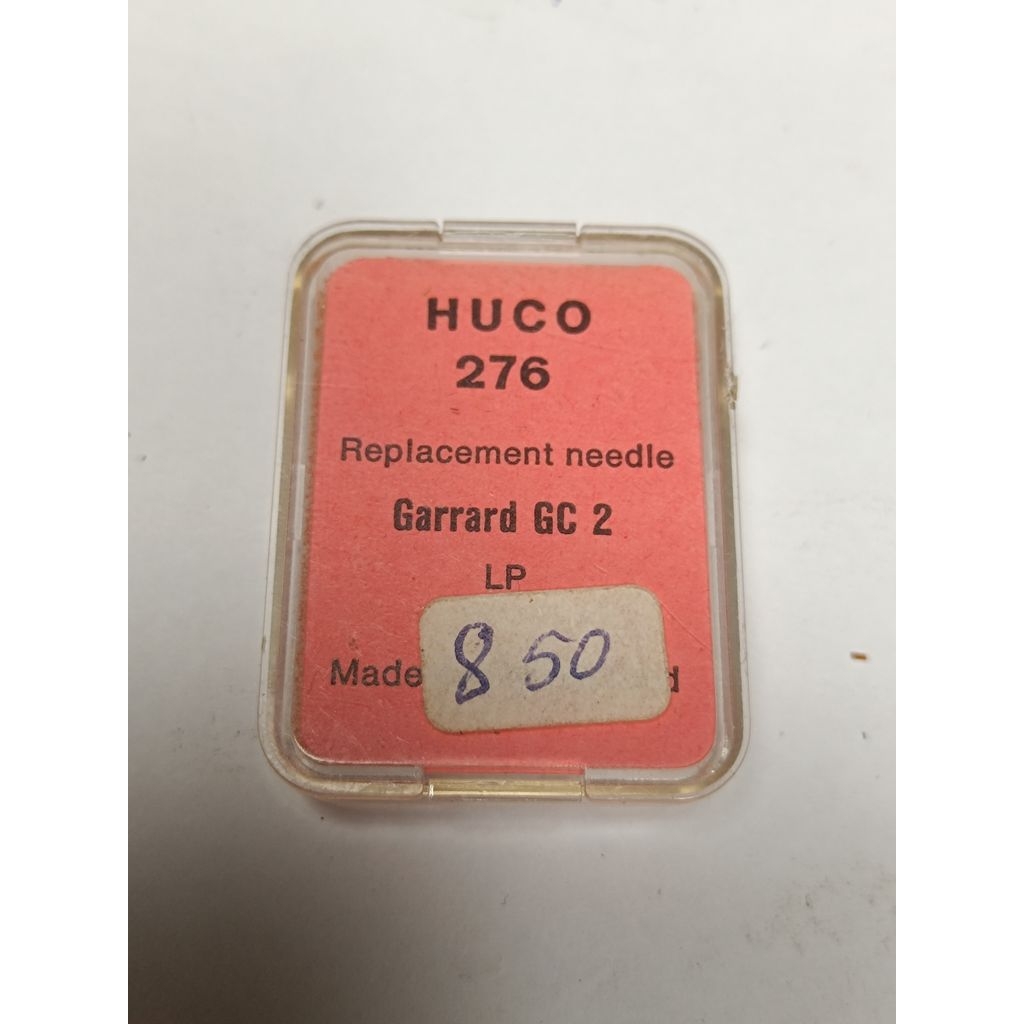 HUCO
276
Replacement needle
Garrard GC 2
LP
8 50
Made